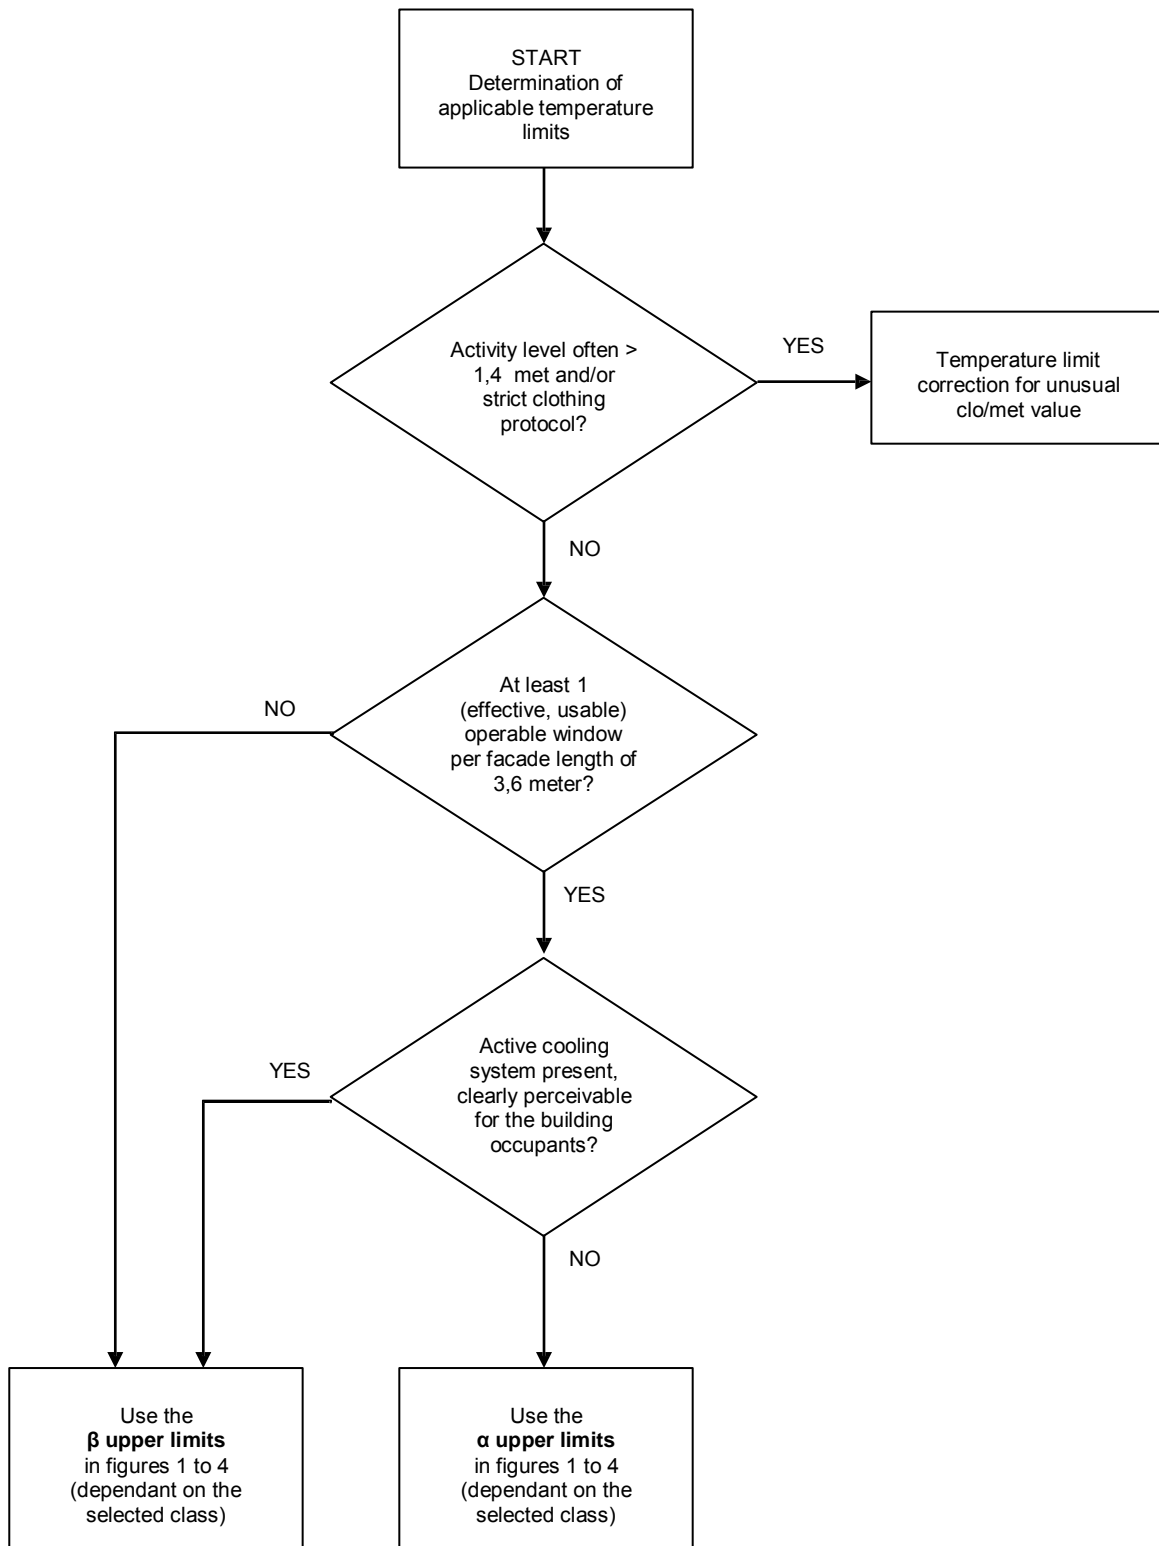 START
Determination of
applicable temperature
limits
Activity level often >
1,4 met and/or
strict clothing
protocol?
YES
Temperature limit
correction for unusual
clo/met value
NO
At least 1
(effective, usable)
operable window
per facade length of
3,6 meter?
NO
YES
Active cooling
system present,
clearly perceivable
for the building
occupants?
YES
NO
Use the
β upper limits
in figures 1 to 4
(dependant on the
selected class)
Use the
α upper limits
in figures 1 to 4
(dependant on the
selected class)